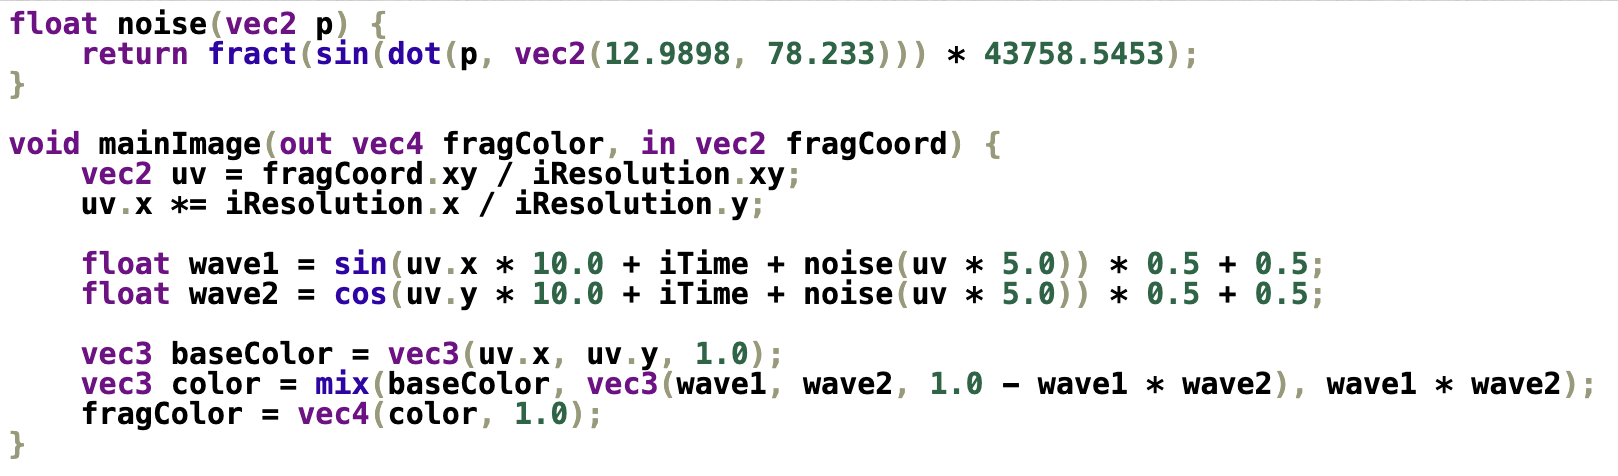 float noise(vec2 p) {
    return fract(sin(dot(p, vec2(12.9898, 78.233))) * 43758.5453);
}

void mainImage(out vec4 fragColor, in vec2 fragCoord) {
    vec2 uv = fragCoord.xy / iResolution.xy;
    uv.x *= iResolution.x / iResolution.y;

    float wave1 = sin(uv.x * 10.0 + iTime + noise(uv * 5.0)) * 0.5 + 0.5;
    float wave2 = cos(uv.y * 10.0 + iTime + noise(uv * 5.0)) * 0.5 + 0.5;

    vec3 baseColor = vec3(uv.x, uv.y, 1.0);
    vec3 color = mix(baseColor, vec3(wave1, wave2, 1.0 - wave1 * wave2), wave1 * wave2);
    fragColor = vec4(color, 1.0);
}